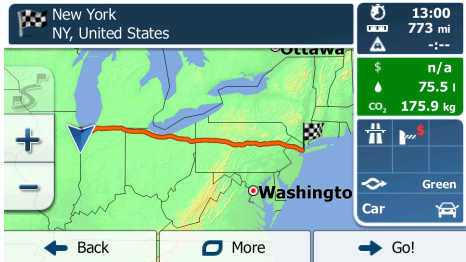 New York
NY, United States
13:00
773 mi
-:--
$ n/a
75.5 l
CO2 175.9 kg
Ottawa
Washingto
$
Green
Car
+
-
Back
More
Go!